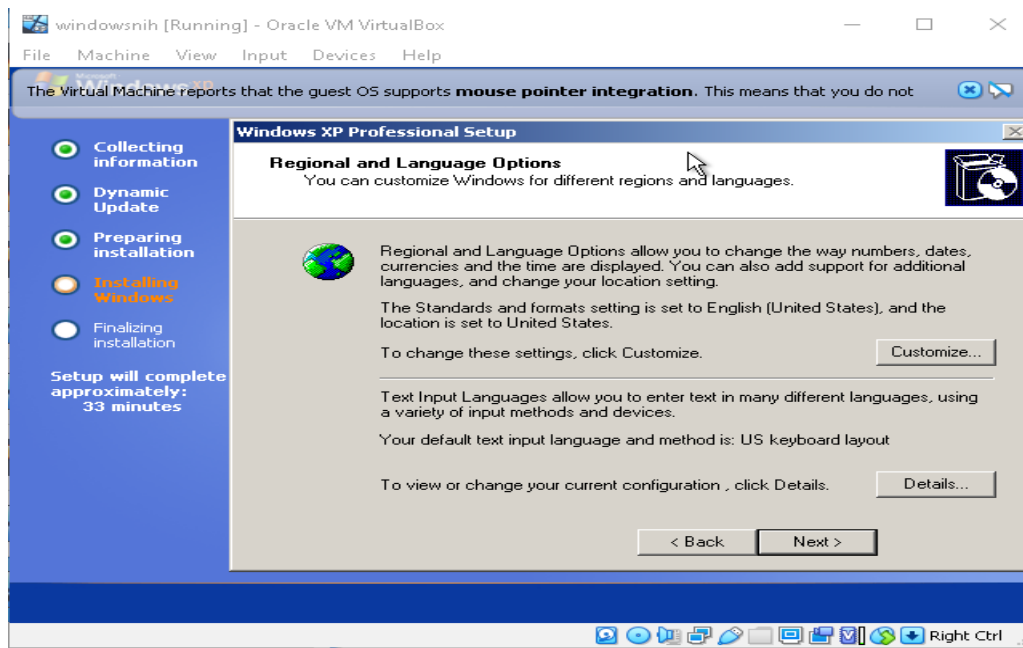 windowsnih [Running] - Oracle VM VirtualBox
File Machine View Input Devices Help
Microsoft
Windows XP
The Virtual Machine reports that the guest OS supports mouse pointer integration. This means that you do not
Collecting
information
Dynamic
Update
Preparing
installation
Installing
Windows
Finalizing
installation
Setup will complete
approximately:
33 minutes
Windows XP Professional Setup
Regional and Language Options
You can customize Windows for different regions and languages.
Regional and Language Options allow you to change the way numbers, dates,
currencies and the time are displayed. You can also add support for additional
languages, and change your location setting.
The Standards and formats setting is set to English (United States), and the
location is set to United States.
To change these settings, click Customize.
Customize...
Text Input Languages allow you to enter text in many different languages, using
a variety of input methods and devices.
Your default text input language and method is: US keyboard layout
To view or change your current configuration , click Details.
Details...
< Back
Next >
Right Ctrl